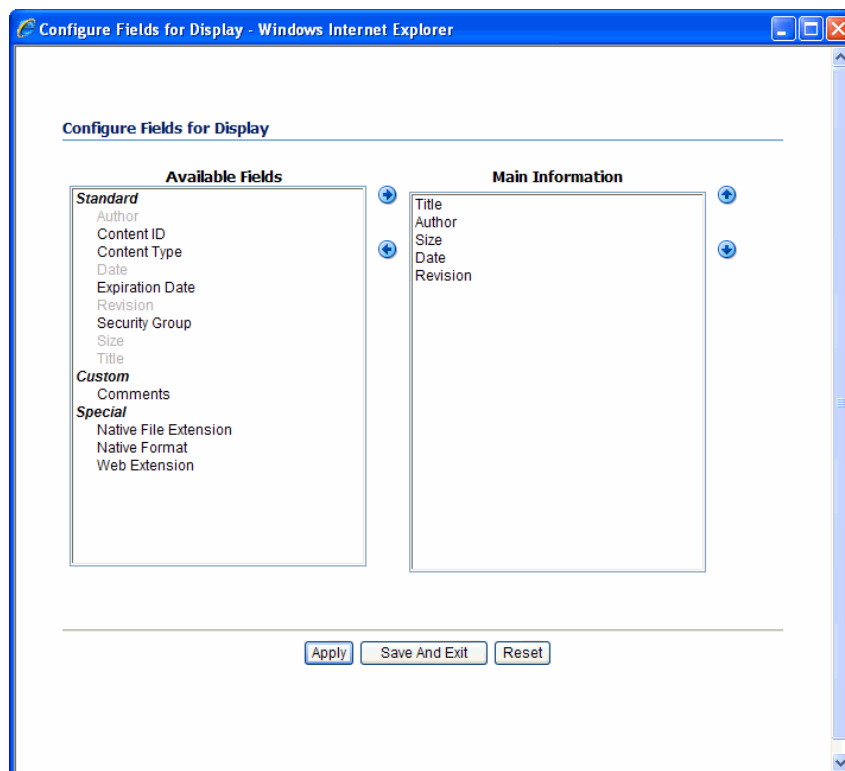 Configure Fields for Display - Windows Internet Explorer
Configure Fields for Display
Available Fields
Standard
Author
Content ID
Content Type
Date
Expiration Date
Revision
Security Group
Size
Title
Custom
Comments
Special
Native File Extension
Native Format
Web Extension
Main Information
Title
Author
Size
Date
Revision
Apply
Save And Exit
Reset